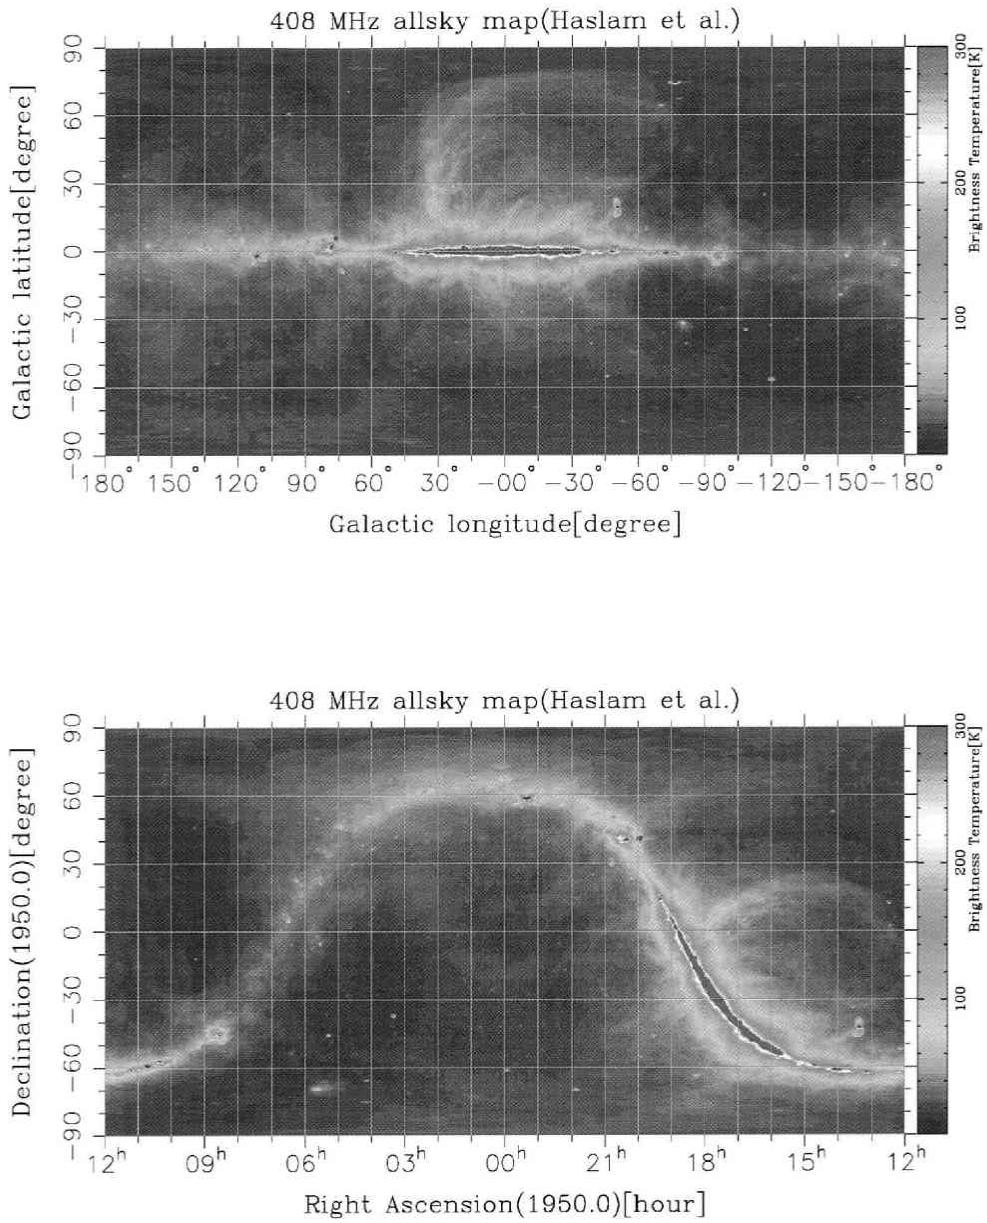 408 MHz allsky map(Haslam et al.)
90
60
30
0
−30
−60
−90
Galactic latitude[degree]
180° 150° 120° 90° 60° 30° −00° −30° −60° −90° −120° −150° −180°
Galactic longitude[degree]
300
200
100
Brightness Temperature[K]
408 MHz allsky map(Haslam et al.)
90
60
30
0
−30
−60
−90
Declination(1950.0)[degree]
12h 09h 06h 03h 00h 21h 18h 15h 12h
Right Ascension(1950.0)[hour]
300
200
100
Brightness Temperature[K]